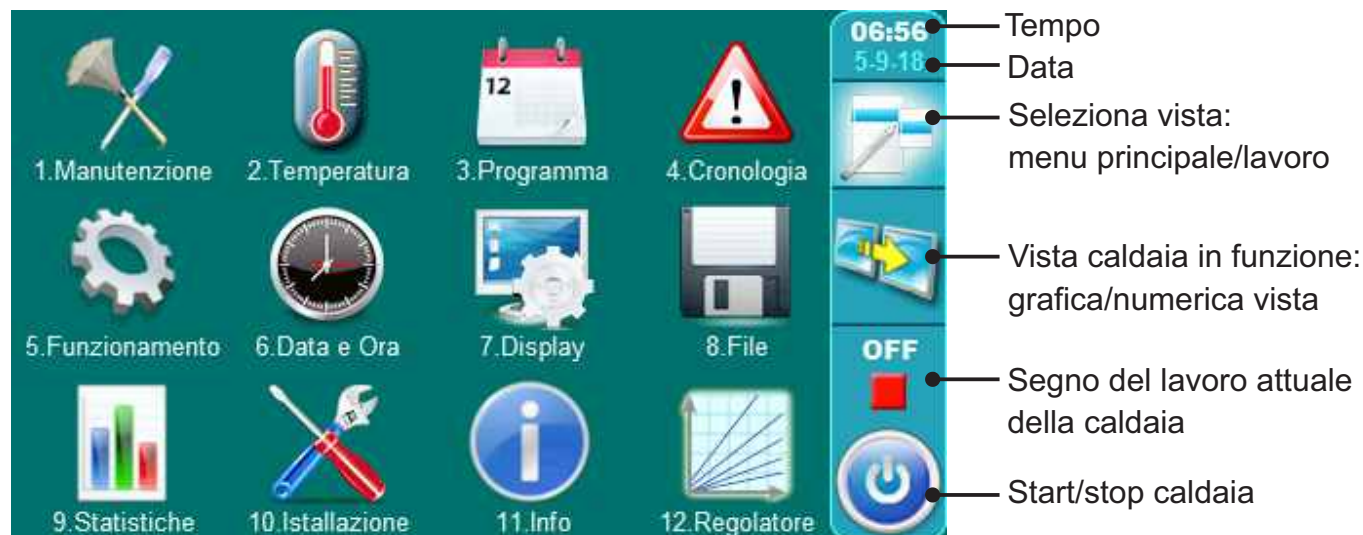 06:56
5-9-18
Tempo
Data
Seleziona vista:
menu principale/lavoro
12
1.Manutenzione
2.Temperatura
3.Programma
4.Cronologia
Vista caldaia in funzione:
grafica/numerica vista
5.Funzionamento
6.Data e Ora
7.Display
8.File
OFF
Segno del lavoro attuale
della caldaia
Start/stop caldaia
9.Statistiche
10.Istallazione
11.Info
12.Regolatore